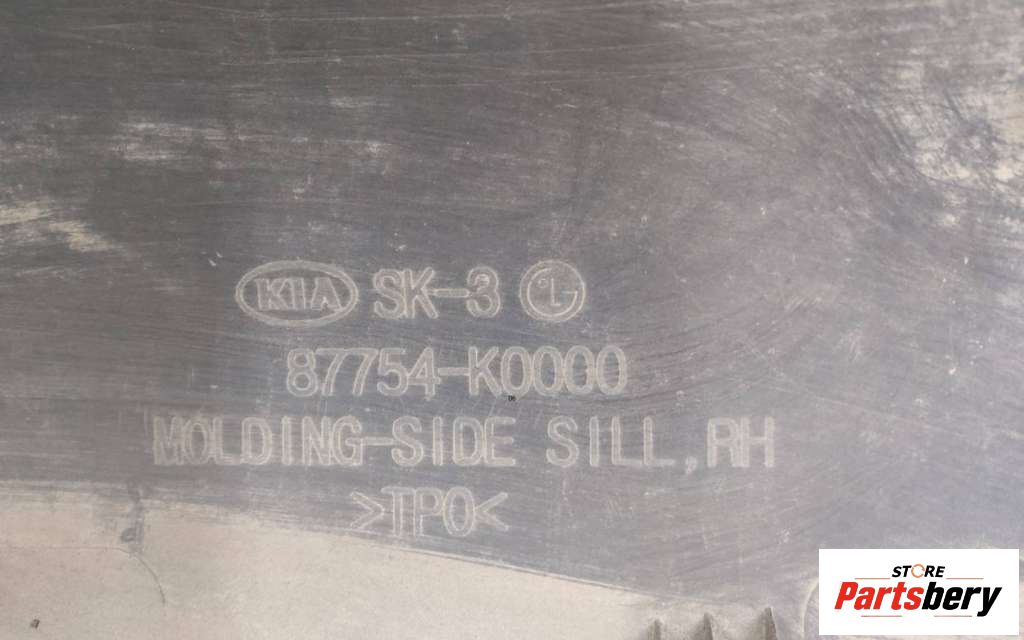 KIA SK-3 L
87754-K0000
MOLDING-SIDE SILL,RH
>TPO<
STORE
Partsbery